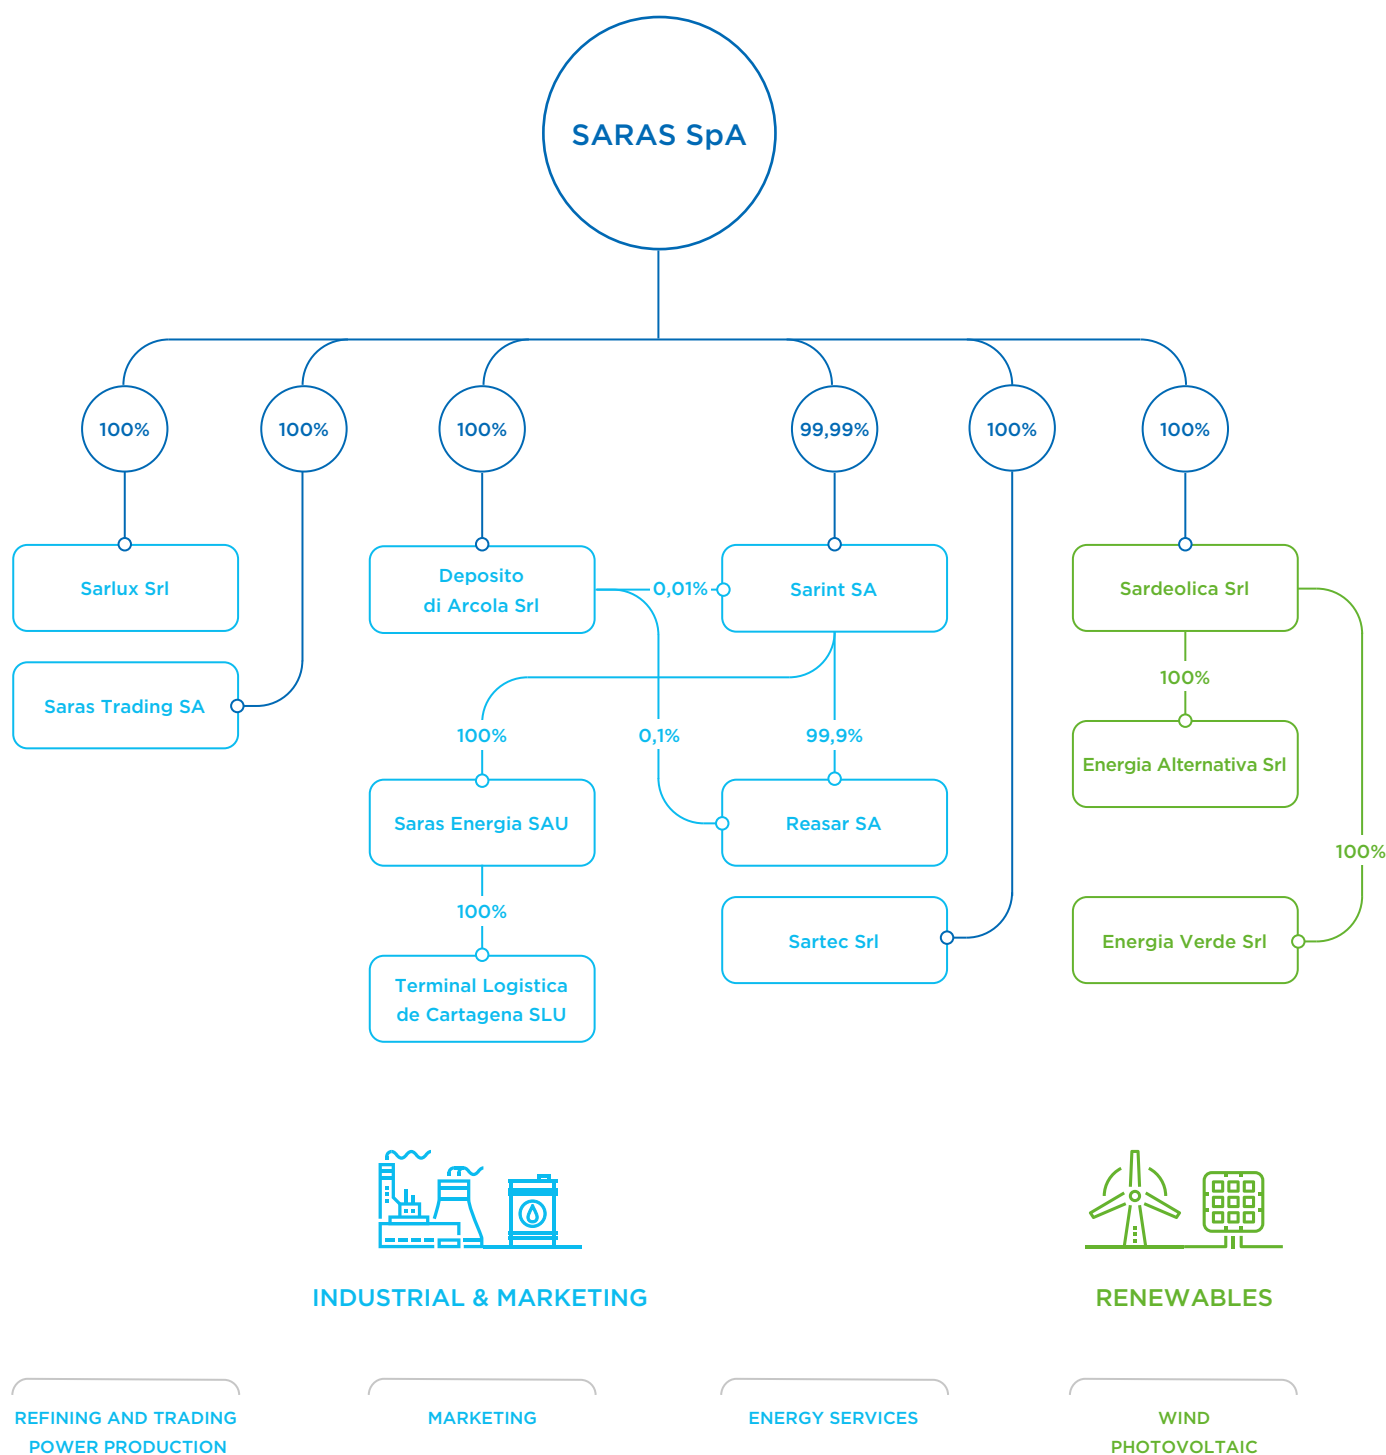 SARAS SpA
100%
100%
100%
99,99%
100%
100%
Sarlux Srl
Deposito
di Arcola Srl
0,01%
Sarint SA
Sardeolica Srl
Saras Trading SA
100%
100%
0,1%
99,9%
Energia Alternativa Srl
Saras Energia SAU
Reasar SA
100%
100%
Sartec Srl
Energia Verde Srl
Terminal Logistica
de Cartagena SLU
INDUSTRIAL & MARKETING
RENEWABLES
REFINING AND TRADING
POWER PRODUCTION
MARKETING
ENERGY SERVICES
WIND
PHOTOVOLTAIC